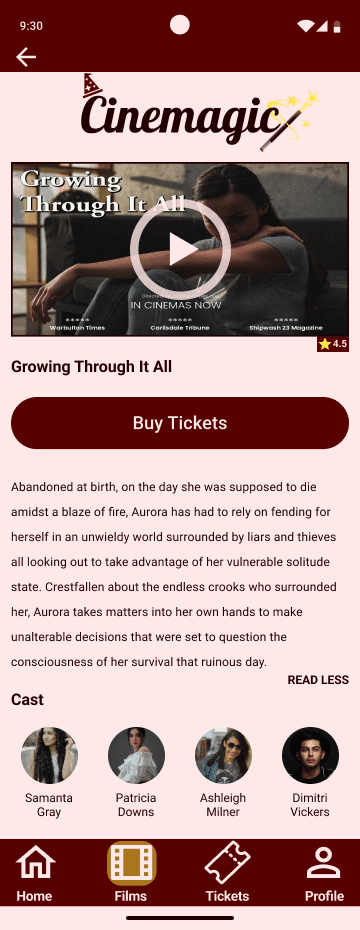 9:30
Cinemagic
Growing
Through It All
IN CINEMAS NOW
★★★★★ ★★★★★ ★★★★★
Warbulton Times Carlisdale Tribune Shipwash 23 Magazine
4.5
Growing Through It All
Buy Tickets
Abandoned at birth, on the day she was supposed to die
amidst a blaze of fire, Aurora has had to rely on fending for
herself in an unwieldy world surrounded by liars and thieves
all looking out to take advantage of her vulnerable solitude
state. Crestfallen about the endless crooks who surrounded
her, Aurora takes matters into her own hands to make
unalterable decisions that were set to question the
consciousness of her survival that ruinous day.
READ LESS
Cast
Samanta Patricia Ashleigh Dimitri
Gray Downs Milner Vickers
Home Films Tickets Profile